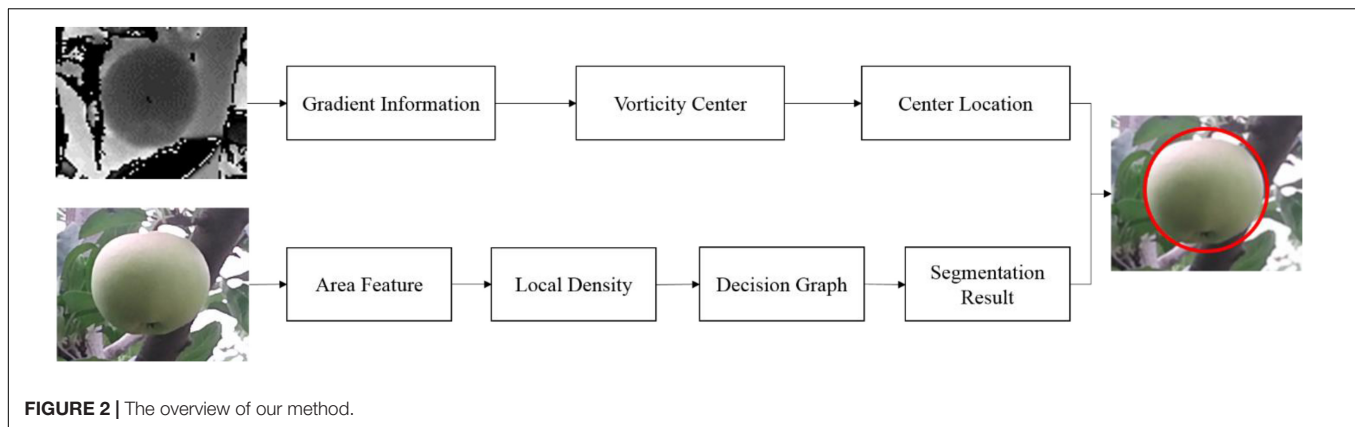 Gradient Information
Vorticity Center
Center Location
Area Feature
Local Density
Decision Graph
Segmentation
Result
FIGURE 2 | The overview of our method.